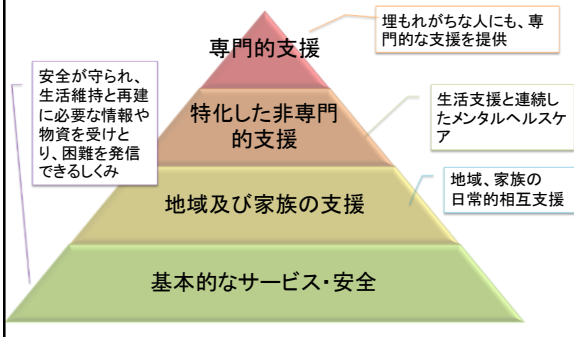 専門的支援
埋もれがちな人にも、専
門的な支援を提供
安全が守られ、
生活維持と再建
に必要な情報や
物資を受けと
り、困難を発信
できるしくみ
特化した非専門
的支援
生活支援と連続し
たメンタルヘルスケ
ア
地域及び家族の支援
地域、家族の
日常的相互支援
基本的なサービス・安全